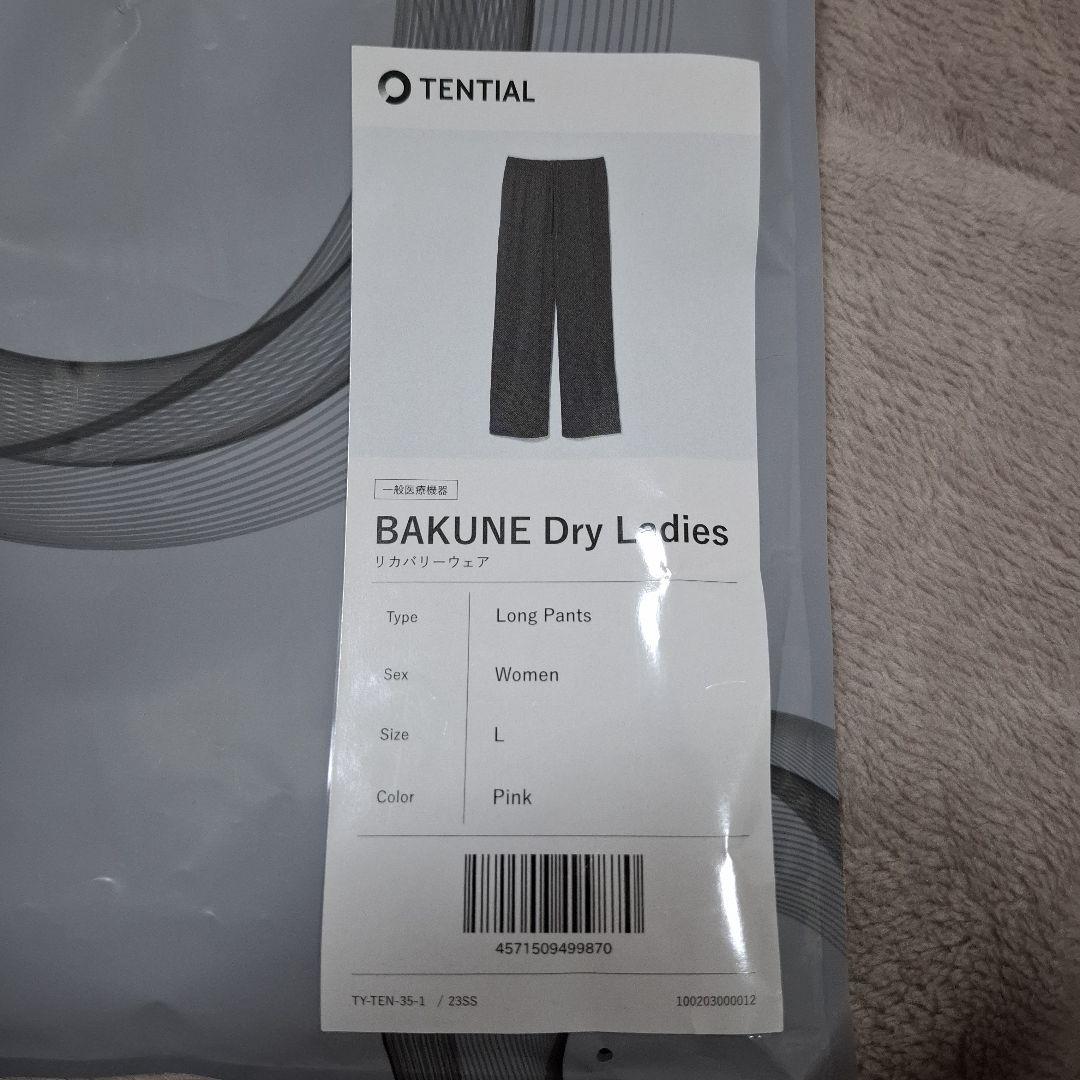 TENTIAL
一般医療機器
BAKUNE Dry Ladies
リカバリーウェア
Type Long Pants
Sex Women
Size L
Color Pink
4571509499870
TY-TEN-35-1 / 23SS 100203000012